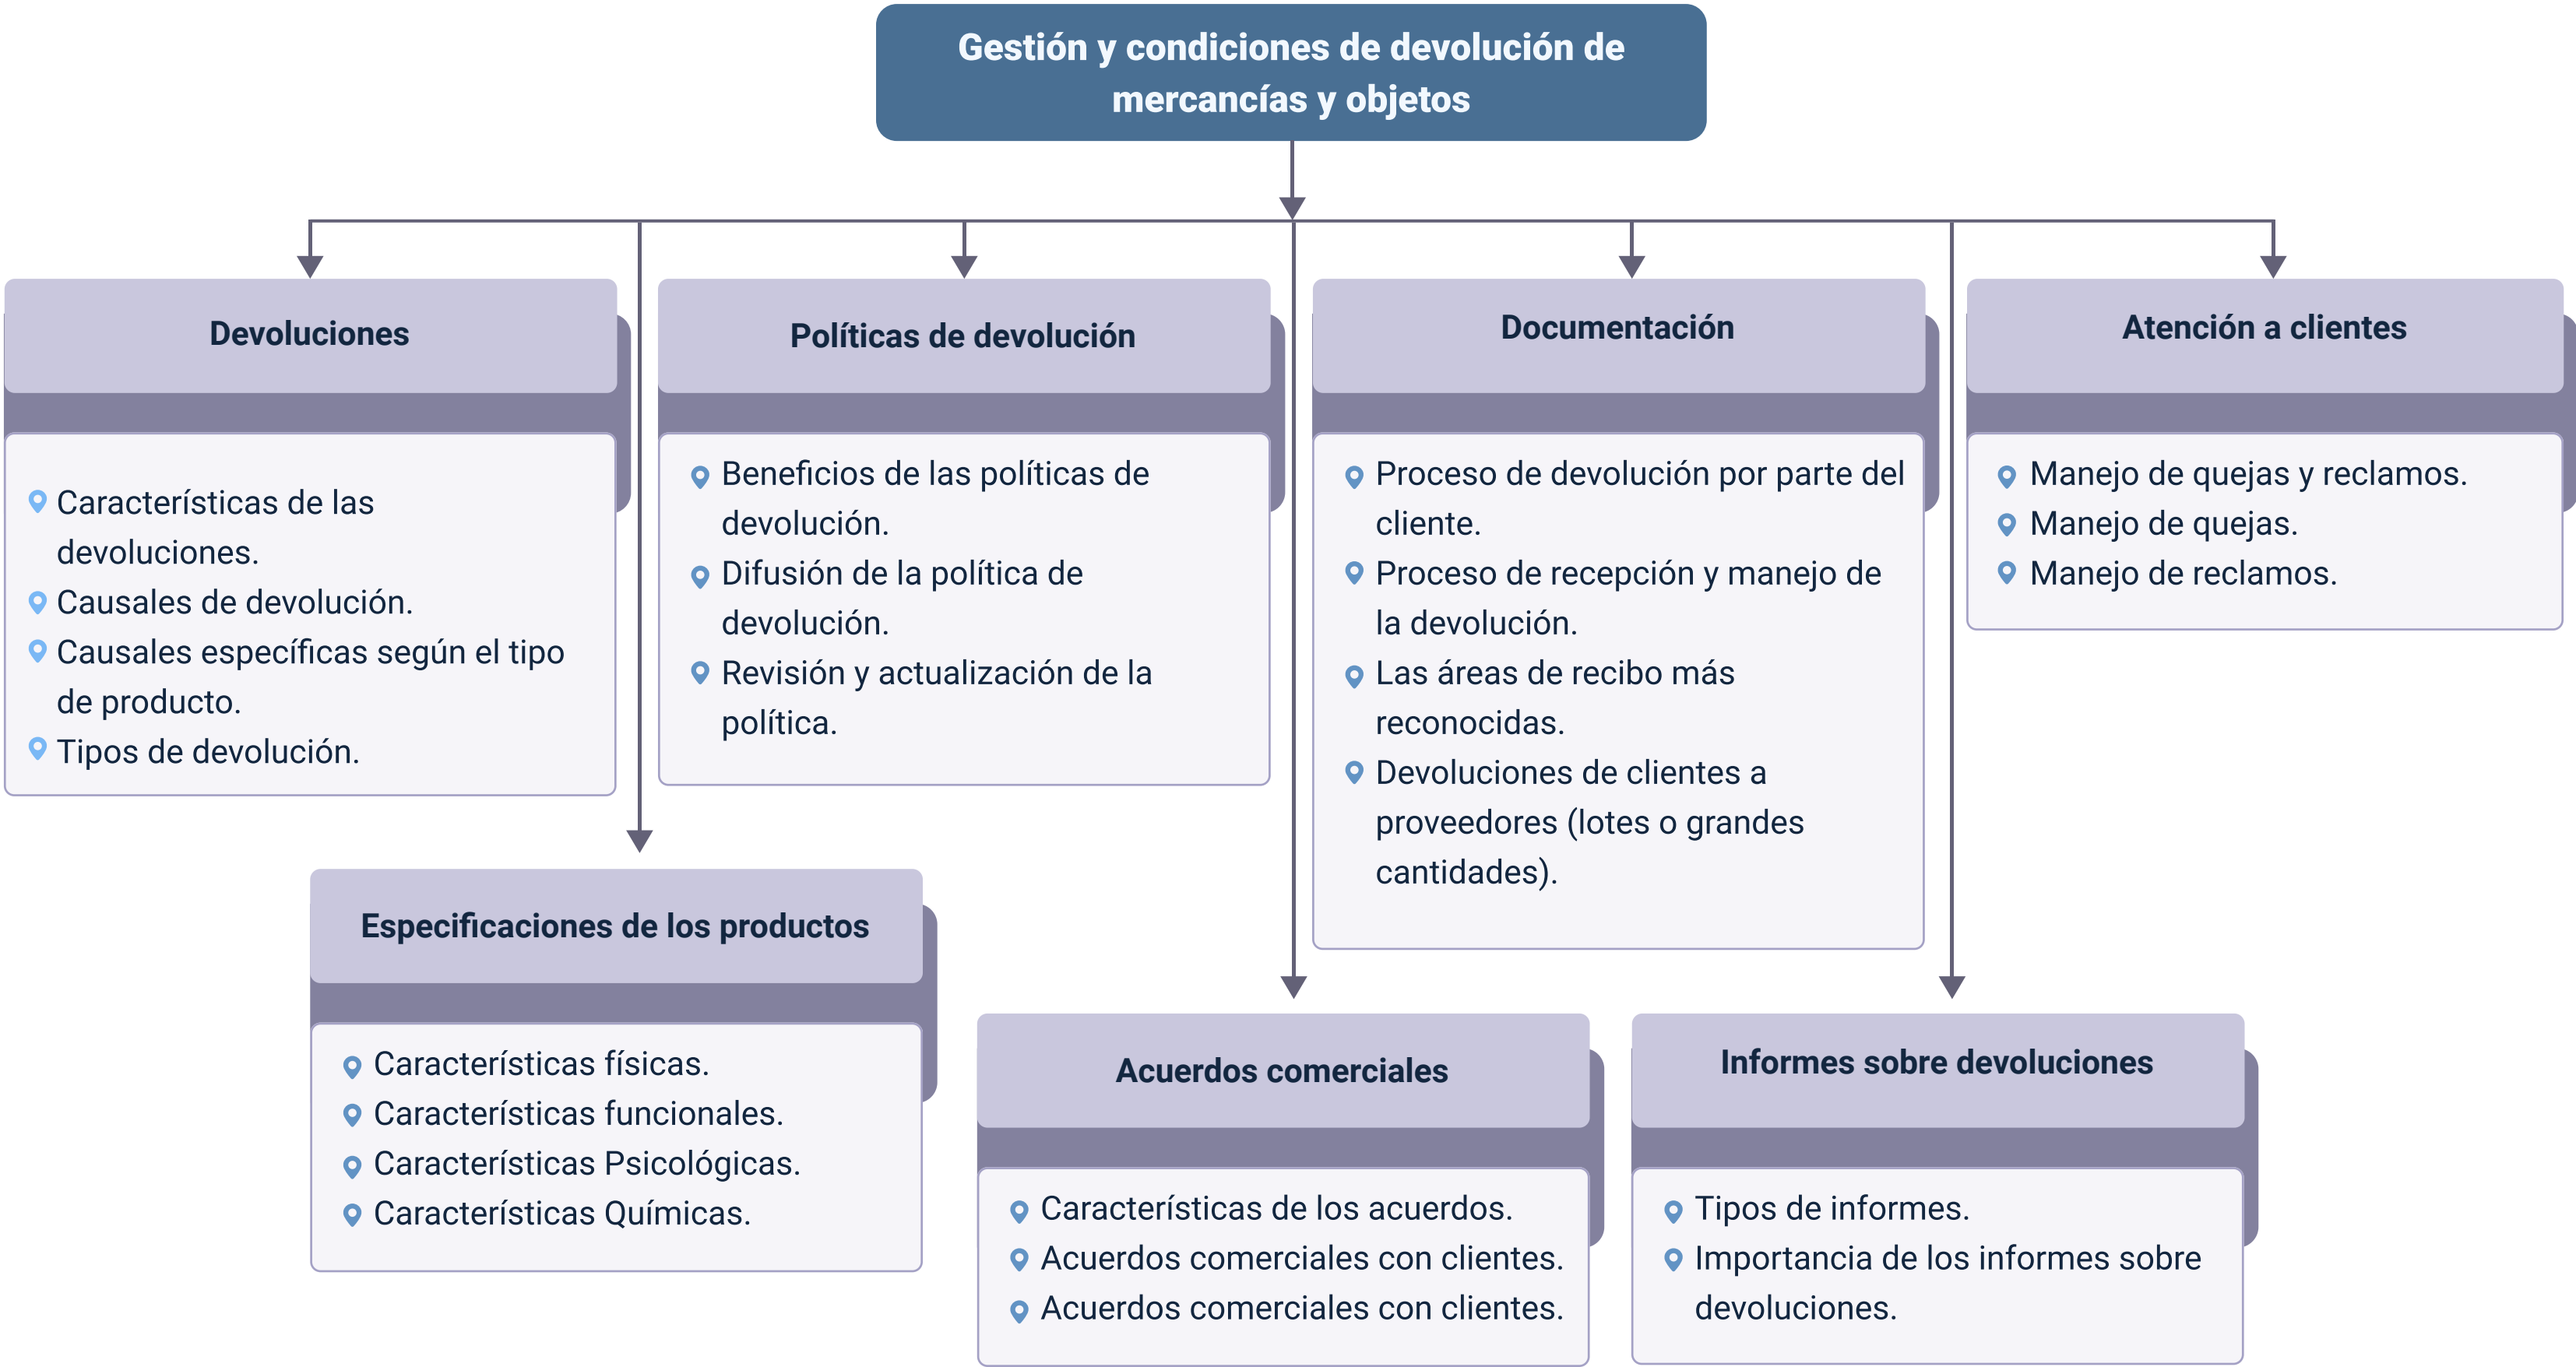 Gestión y condiciones de devolución de
mercancías y objetos
Devoluciones
Características de las
devoluciones.
Causales de devolución.
Causales específicas según el tipo
de producto.
Tipos de devolución.
Políticas de devolución
Beneficios de las políticas de
devolución.
Difusión de la política de
devolución.
Revisión y actualización de la
política.
Documentación
Proceso de devolución por parte del
cliente.
Proceso de recepción y manejo de
la devolución.
Las áreas de recibo más
reconocidas.
Devoluciones de clientes a
proveedores (lotes o grandes
cantidades).
Atención a clientes
Manejo de quejas y reclamos.
Manejo de quejas.
Manejo de reclamos.
Especificaciones de los productos
Características físicas.
Características funcionales.
Características Psicológicas.
Características Químicas.
Acuerdos comerciales
Características de los acuerdos.
Acuerdos comerciales con clientes.
Acuerdos comerciales con clientes.
Informes sobre devoluciones
Tipos de informes.
Importancia de los informes sobre
devoluciones.